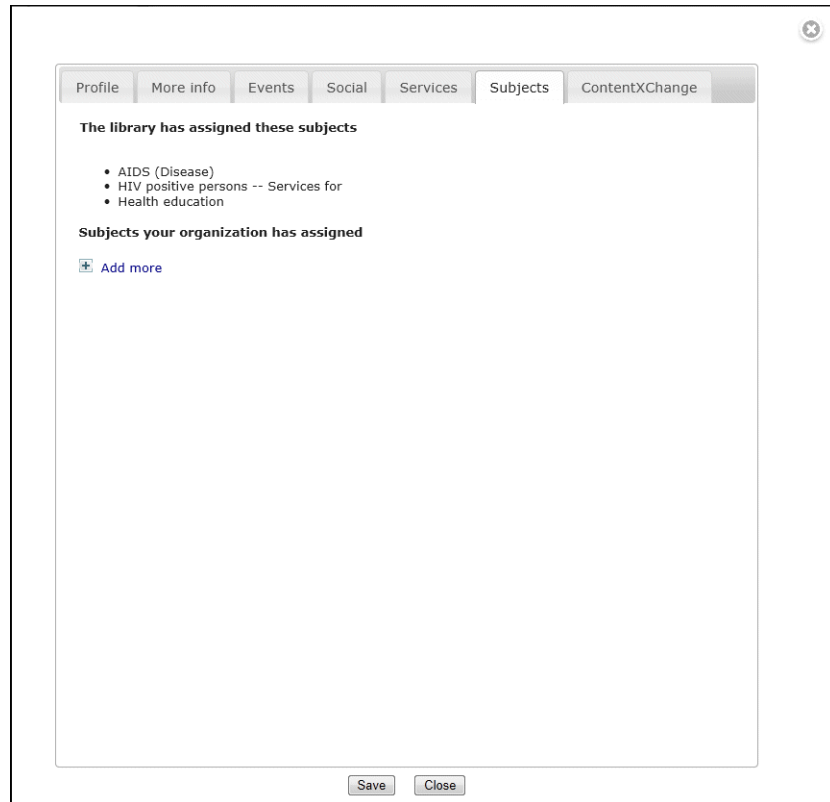 Profile More info Events Social Services Subjects ContentXChange
The library has assigned these subjects
• AIDS (Disease)
• HIV positive persons -- Services for
• Health education
Subjects your organization has assigned
Add more
Save Close